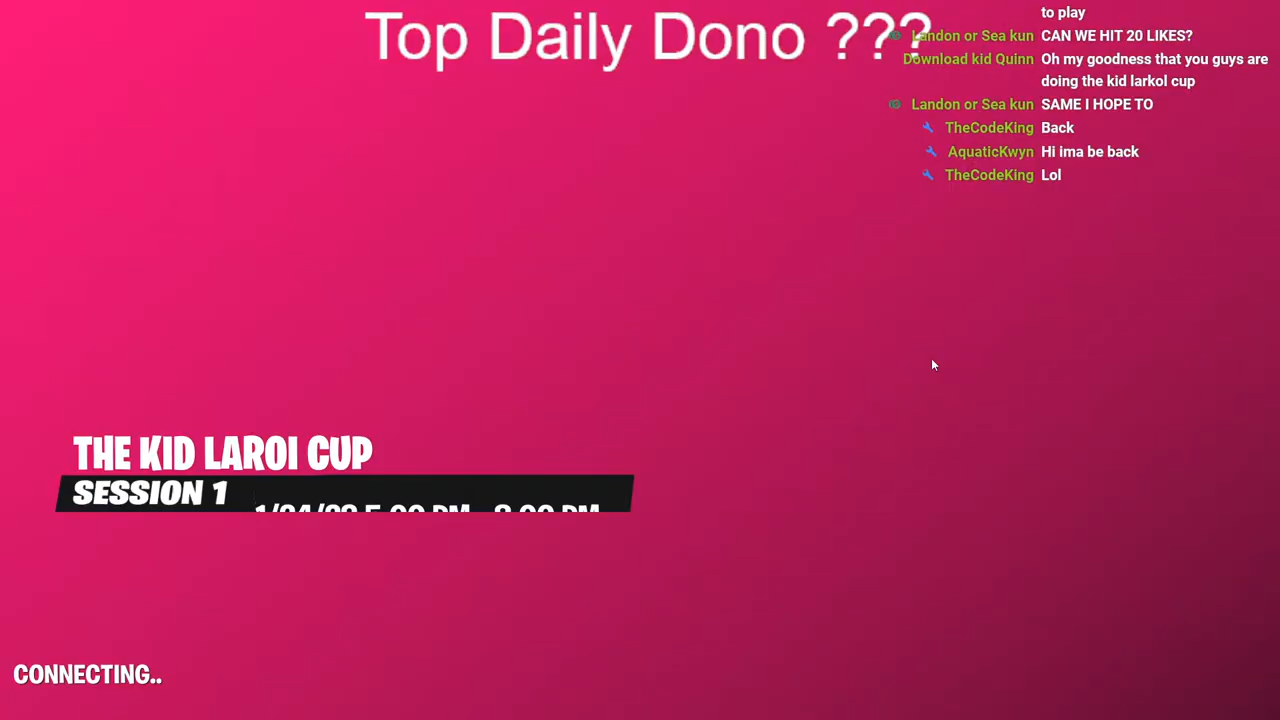 Top Daily Dono ???
to play
Landon or Sea kun CAN WE HIT 20 LIKES?
Download kid Quinn Oh my goodness that you guys are
doing the kid larkol cup
Landon or Sea kun SAME I HOPE TO
TheCodeKing Back
AquaticKwyn Hi ima be back
TheCodeKing Lol
THE KID LAROI CUP
SESSION 1
PM - PM
CONNECTING..